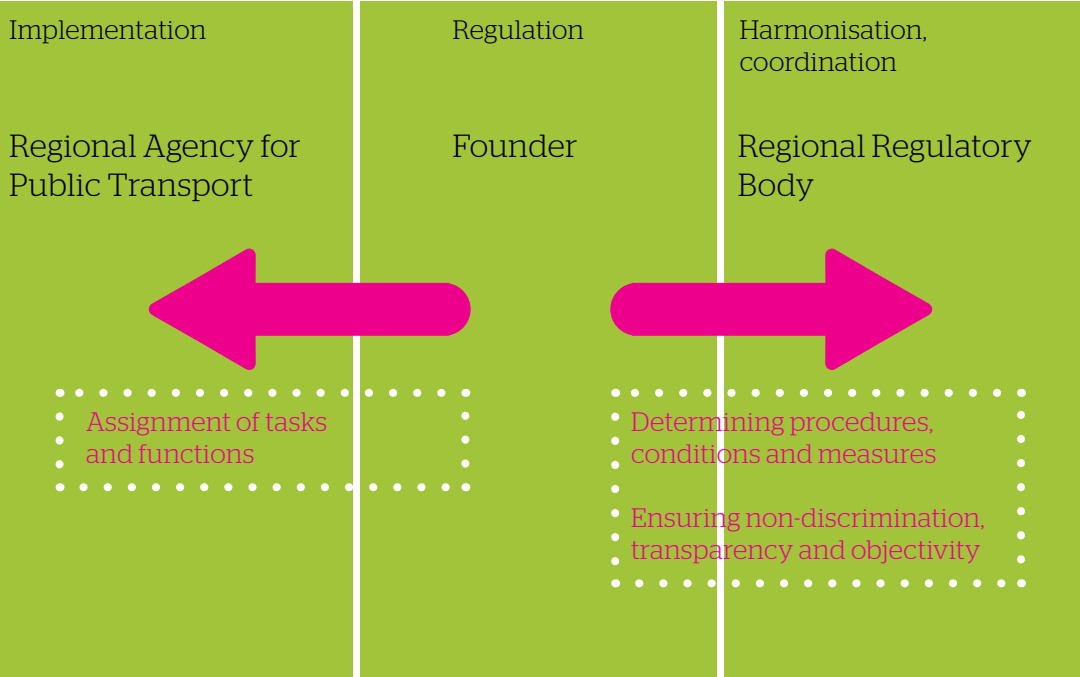 Implementation
Regional Agency for
Public Transport
Assignment of tasks
and functions
Regulation
Founder
Harmonisation,
coordination
Regional Regulatory
Body
Determining procedures,
conditions and measures
Ensuring non-discrimination,
transparency and objectivity